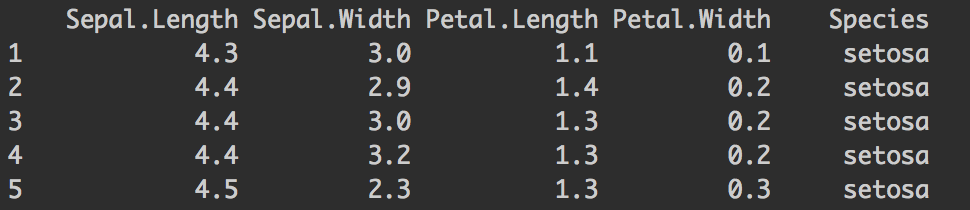 Sepal.Length Sepal.Width Petal.Length Petal.Width Species
1 4.3 3.0 1.1 0.1 setosa
2 4.4 2.9 1.4 0.2 setosa
3 4.4 3.0 1.3 0.2 setosa
4 4.4 3.2 1.3 0.2 setosa
5 4.5 2.3 1.3 0.3 setosa